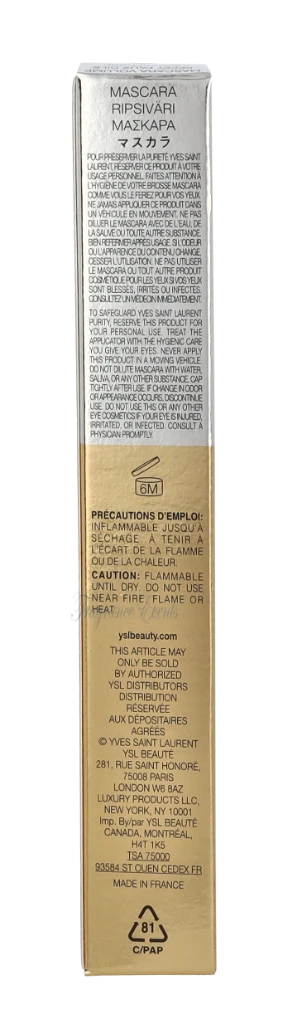 MASCARA VOLUME
EFFET FAUX CILS
MASCARA
RIPSIVÄRI
ΜΑΣΚΑΡΑ
マスカラ
POUR PRÉSERVER LA PURETÉ YVES SAINT
LAURENT, RÉSERVER CE PRODUIT À VOTRE
USAGE PERSONNEL. FAITES ATTENTION À
L'HYGIÈNE DE VOTRE BROSSE MASCARA
COMME VOUS LE FERIEZ POUR VOS YEUX.
NE JAMAIS APPLIQUER CE PRODUIT DANS
UN VÉHICULE EN MOUVEMENT. NE PAS
DILUER LE MASCARA AVEC DE L'EAU, DE
LA SALIVE OU TOUTE AUTRE SUBSTANCE.
BIEN REFERMER APRÈS USAGE. SI L'ODEUR
OU L'APPARENCE DU CONTENU CHANGE,
CESSER L'UTILISATION. NE PAS UTILISER
LE MASCARA OU TOUT AUTRE PRODUIT
COSMÉTIQUE POUR LES YEUX SI VOS YEUX
SONT BLESSÉS, IRRITÉS OU INFECTÉS.
CONSULTEZ UN MÉDECIN IMMÉDIATEMENT.
TO SAFEGUARD YVES SAINT LAURENT
PURITY, RESERVE THIS PRODUCT FOR
YOUR PERSONAL USE. TREAT THE
APPLICATOR WITH THE HYGIENIC CARE
YOU GIVE YOUR EYES. NEVER APPLY
THIS PRODUCT IN A MOVING VEHICLE.
DO NOT DILUTE MASCARA WITH WATER,
SALIVA, OR ANY OTHER SUBSTANCE. CAP
TIGHTLY AFTER USE. IF CHANGE IN ODOR
OR APPEARANCE OCCURS, DISCONTINUE
USE. DO NOT USE THIS OR ANY OTHER
EYE COSMETICS IF YOUR EYE IS INJURED,
IRRITATED, OR INFECTED. CONSULT A
PHYSICIAN PROMPTLY.
6M
PRÉCAUTIONS D'EMPLOI:
INFLAMMABLE JUSQU'À
SÉCHAGE. À TENIR À
L'ÉCART DE LA FLAMME
OU DE LA CHALEUR.
CAUTION: FLAMMABLE
UNTIL DRY. DO NOT USE
NEAR FIRE, FLAME OR
HEAT.
Fragrance Events
yslbeauty.com
THIS ARTICLE MAY
ONLY BE SOLD
BY AUTHORIZED
YSL DISTRIBUTORS
DISTRIBUTION
RÉSERVÉE
AUX DÉPOSITAIRES
AGRÉÉS
© YVES SAINT LAURENT
YSL BEAUTÉ
281, RUE SAINT HONORÉ,
75008 PARIS
LONDON W6 8AZ
LUXURY PRODUCTS LLC,
NEW YORK, NY 10001
Imp. By/par YSL BEAUTÉ
CANADA, MONTRÉAL,
H4T 1K5
TSA 75000
93584 ST OUEN CEDEX FR
MADE IN FRANCE
81
C/PAP